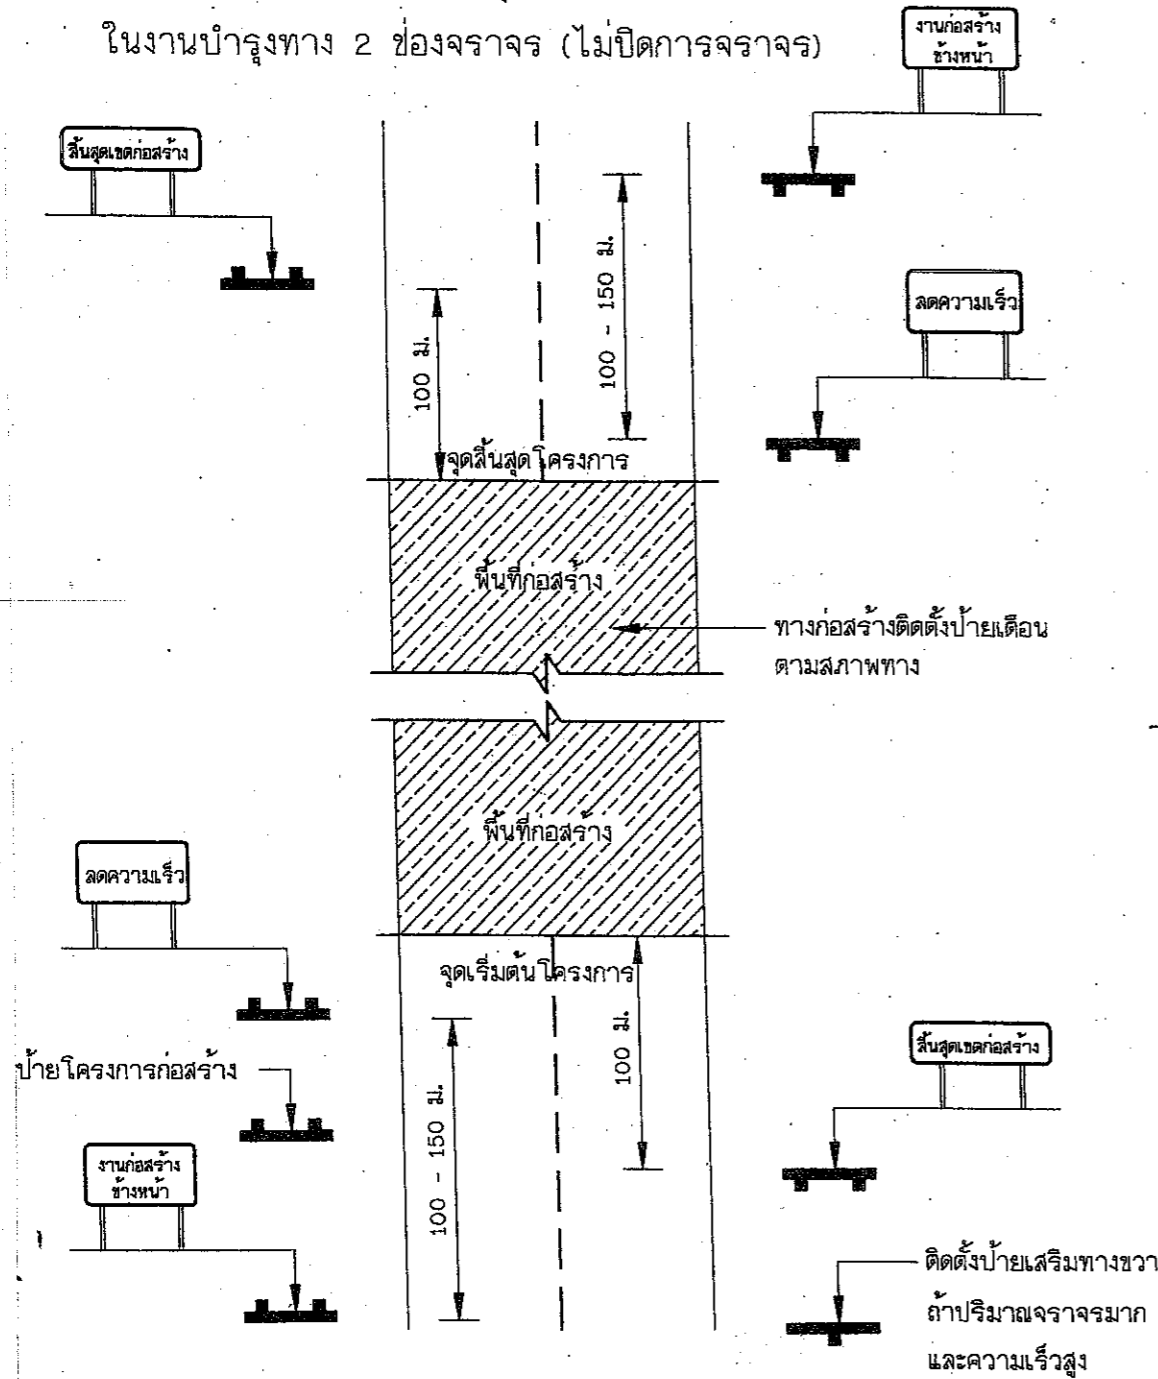 ในงานบำรุงทาง 2 ช่องจราจร (ไม่ปิดการจราจร)
งานก่อสร้าง
ข้างหน้า
สิ้นสุดเขตก่อสร้าง
100 - 150 ม.
100 ม.
ลดความเร็ว
จุดสิ้นสุดโครงการ
พื้นที่ก่อสร้าง
ทางก่อสร้างติดตั้งป้ายเตือน
ตามสภาพทาง
พื้นที่ก่อสร้าง
ลดความเร็ว
จุดเริ่มต้นโครงการ
100 ม.
สิ้นสุดเขตก่อสร้าง
ป้ายโครงการก่อสร้าง
100 - 150 ม.
งานก่อสร้าง
ข้างหน้า
ติดตั้งป้ายเสริมทางขวา
ถ้าปริมาณจราจรมาก
และความเร็วสูง